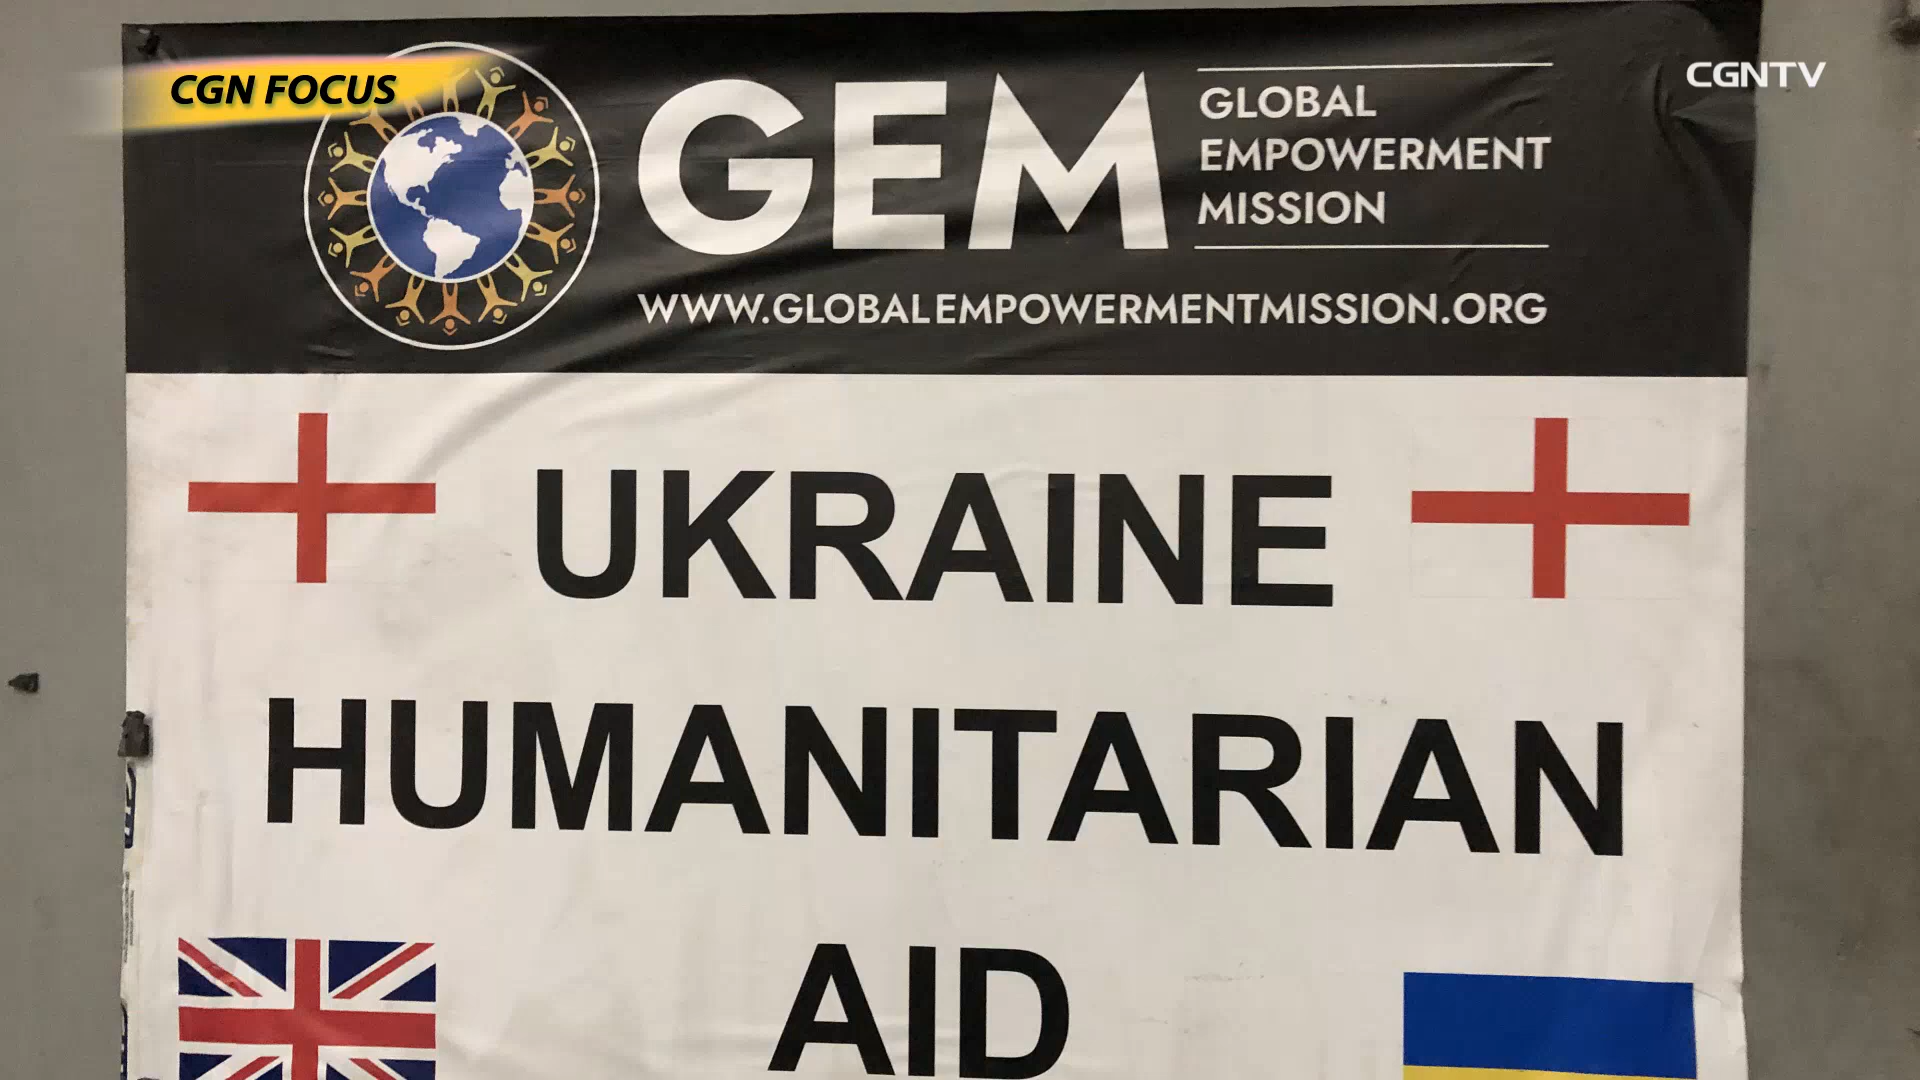 CGN FOCUS
CGNTV
GEM
GLOBAL
EMPOWERMENT
MISSION
WWW.GLOBALEMPOWERMENTMISSION.ORG
UKRAINE
HUMANITARIAN
AID